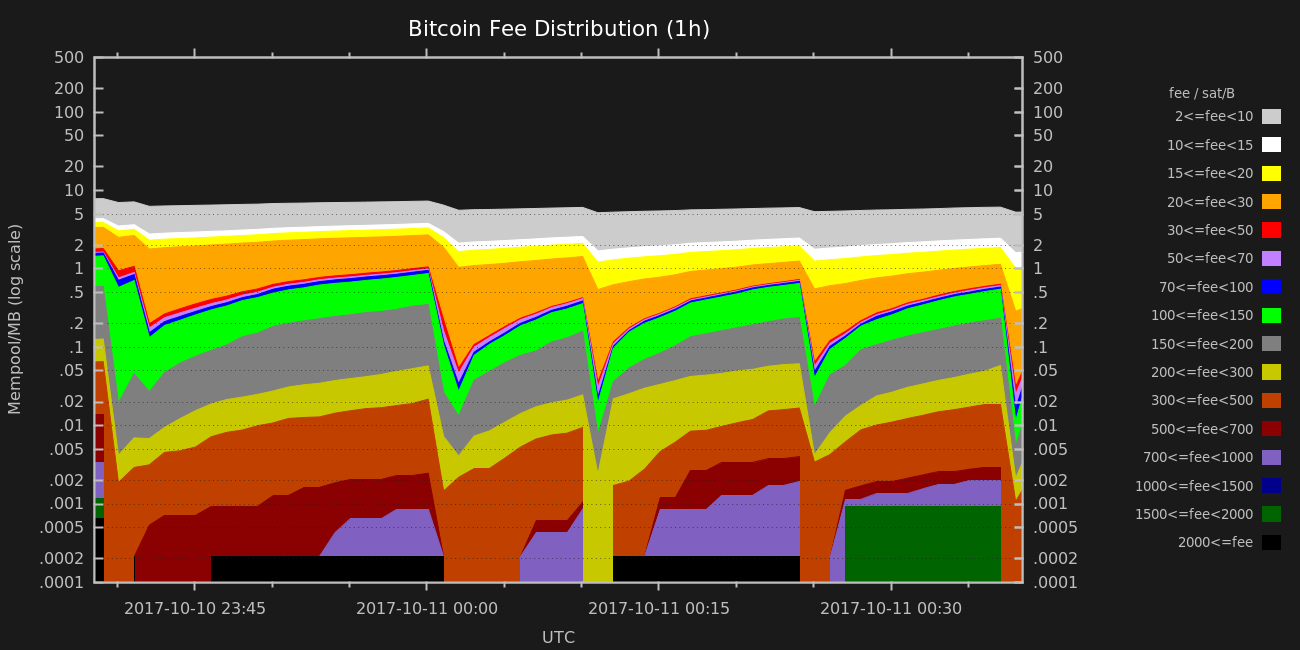 Bitcoin Fee Distribution (1h)
500 500
200 200
100 100
50 50
20 20
10 10
5 5
2 2
1 1
.5 .5
.2 .2
.1 .1
.05 .05
.02 .02
.01 .01
.005 .005
.002 .002
.001 .001
.0005 .0005
.0002 .0002
.0001 .0001
Mempool/MB (log scale)
2017-10-10 23:45 2017-10-11 00:00 2017-10-11 00:15 2017-10-11 00:30
UTC
fee / sat/B
2<=fee<10
10<=fee<15
15<=fee<20
20<=fee<30
30<=fee<50
50<=fee<70
70<=fee<100
100<=fee<150
150<=fee<200
200<=fee<300
300<=fee<500
500<=fee<700
700<=fee<1000
1000<=fee<1500
1500<=fee<2000
2000<=fee